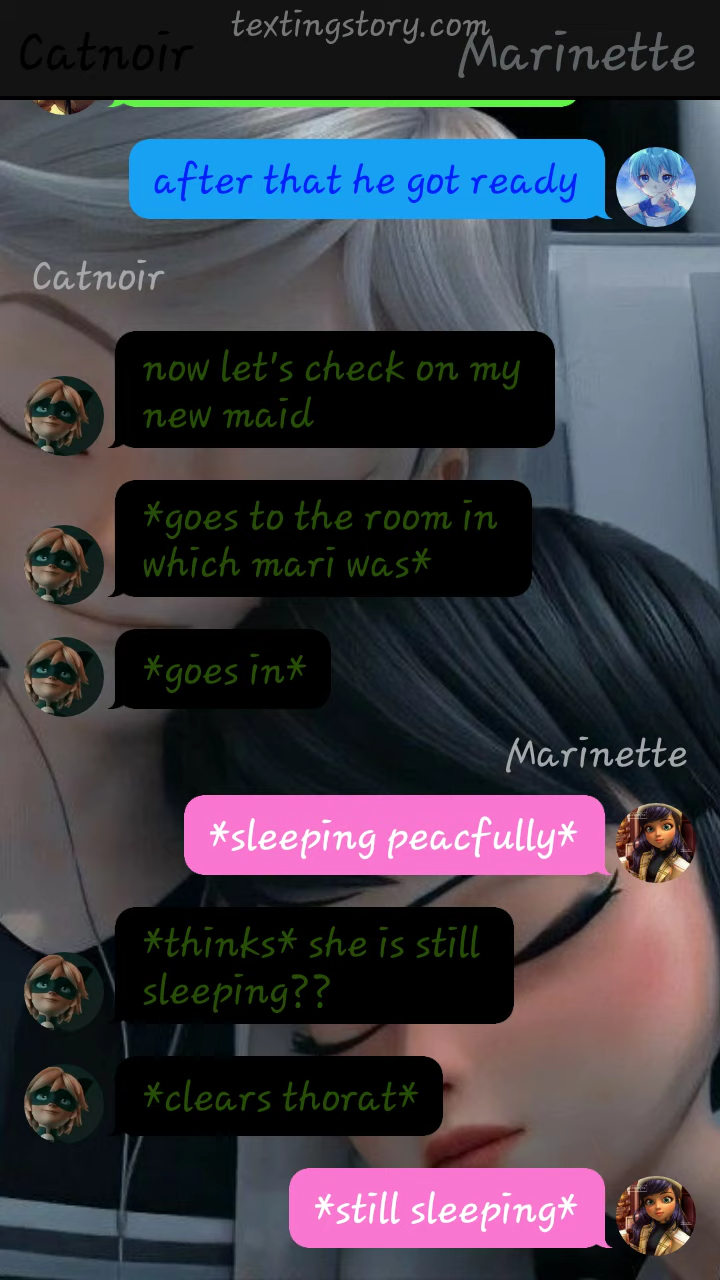 textingstory.com
Catnoir
Marinette
after that he got ready
Catnoir
now let's check on my
new maid
*goes to the room in
which mari was*
*goes in*
Marinette
*sleeping peacfully*
*thinks* she is still
sleeping??
*clears thorat*
*still sleeping*